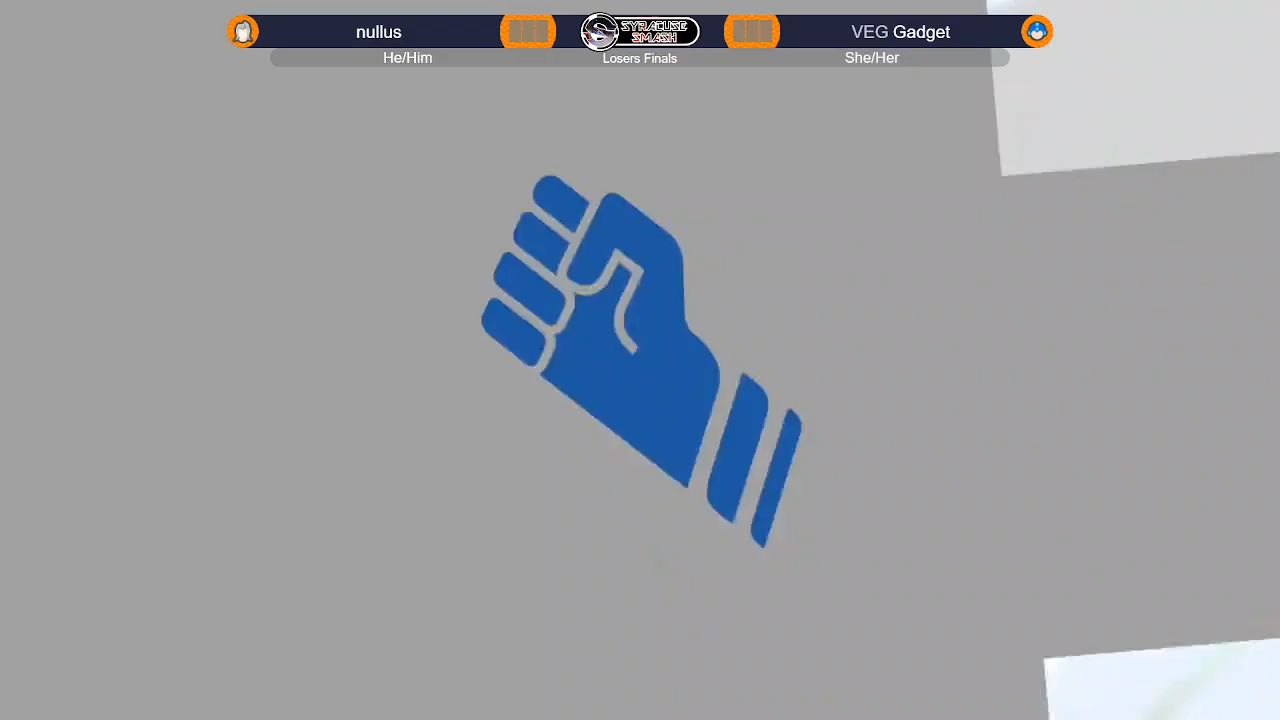 nullus
SYRACUSE
SMASH
VEG Gadget
He/Him
Losers Finals
She/Her